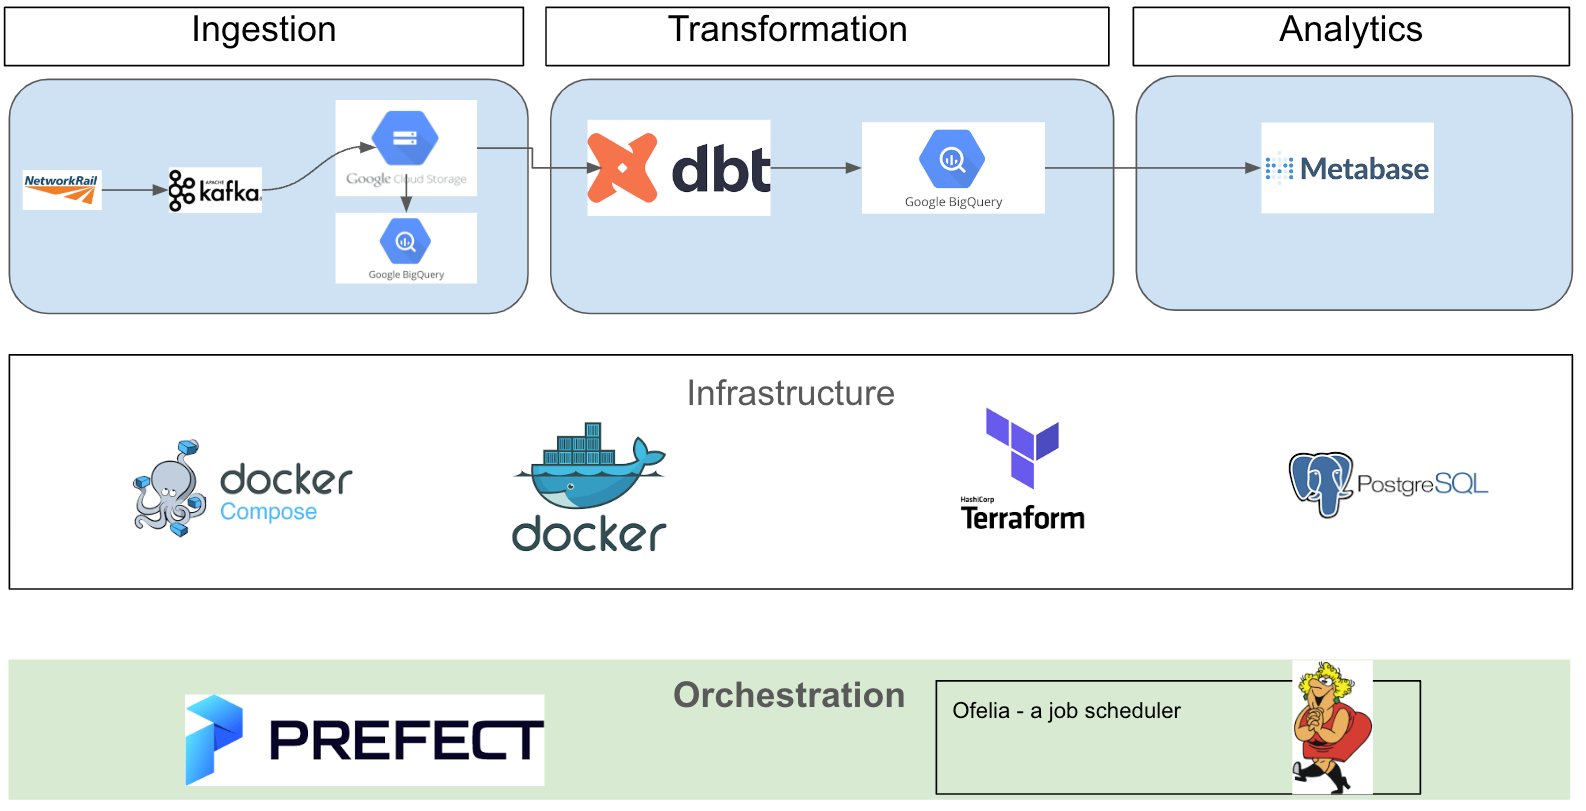 Ingestion
Transformation
Analytics
NetworkRail
APACHE
kafka
Google Cloud Storage
Google BigQuery
dbt
Google BigQuery
Metabase
Infrastructure
docker
Compose
docker
HashiCorp
Terraform
PostgreSQL
Orchestration
PREFECT
Ofelia - a job scheduler